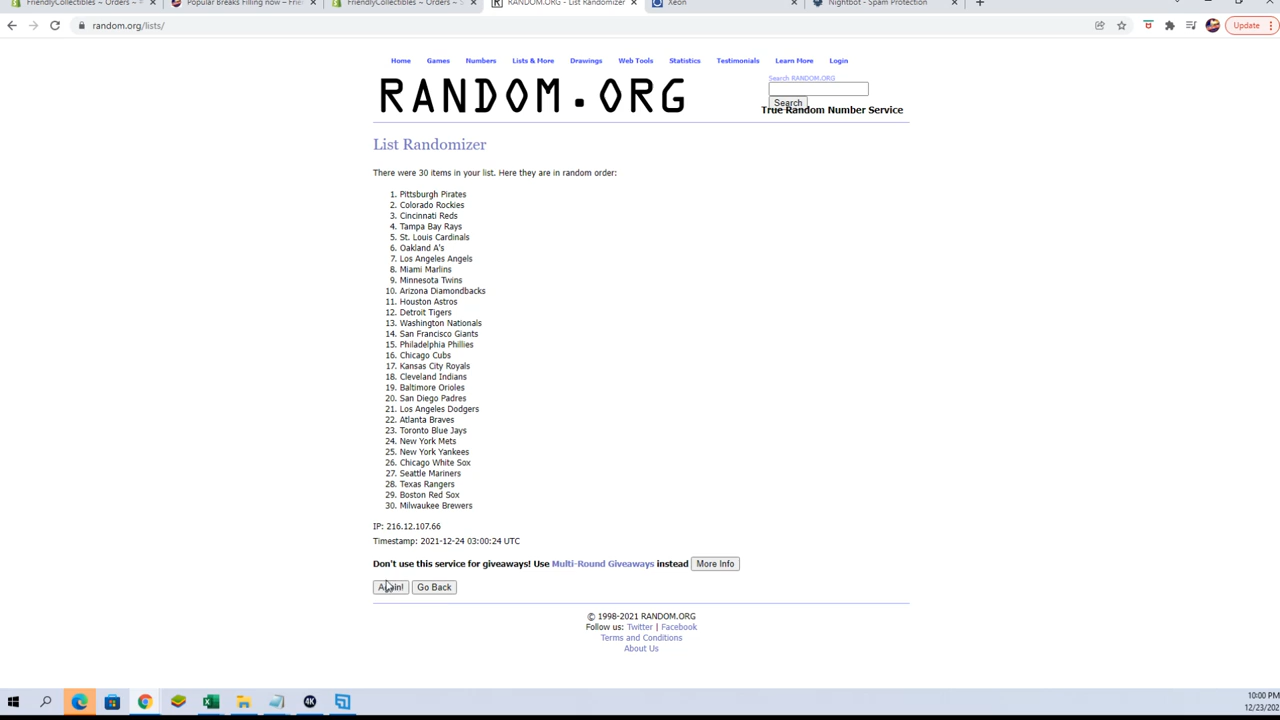 FriendlyCollectibles ~ Orders ~
Popular Breaks Filling now – Frie
FriendlyCollectibles ~ Orders ~ S
RANDOM.ORG - List Randomizer
Xeon
Nightbot - Spam Protection
random.org/lists/
Update
Home Games Numbers Lists & More Drawings Web Tools Statistics Testimonials Learn More Login
RANDOM.ORG
Search RANDOM.ORG
Search
True Random Number Service
List Randomizer
There were 30 items in your list. Here they are in random order:
1. Pittsburgh Pirates
2. Colorado Rockies
3. Cincinnati Reds
4. Tampa Bay Rays
5. St. Louis Cardinals
6. Oakland A's
7. Los Angeles Angels
8. Miami Marlins
9. Minnesota Twins
10. Arizona Diamondbacks
11. Houston Astros
12. Detroit Tigers
13. Washington Nationals
14. San Francisco Giants
15. Philadelphia Phillies
16. Chicago Cubs
17. Kansas City Royals
18. Cleveland Indians
19. Baltimore Orioles
20. San Diego Padres
21. Los Angeles Dodgers
22. Atlanta Braves
23. Toronto Blue Jays
24. New York Mets
25. New York Yankees
26. Chicago White Sox
27. Seattle Mariners
28. Texas Rangers
29. Boston Red Sox
30. Milwaukee Brewers
IP: 216.12.107.66
Timestamp: 2021-12-24 03:00:24 UTC
Don't use this service for giveaways! Use Multi-Round Giveaways instead More Info
Again! Go Back
© 1998-2021 RANDOM.ORG
Follow us: Twitter | Facebook
Terms and Conditions
About Us
4K
10:00 PM
12/23/202